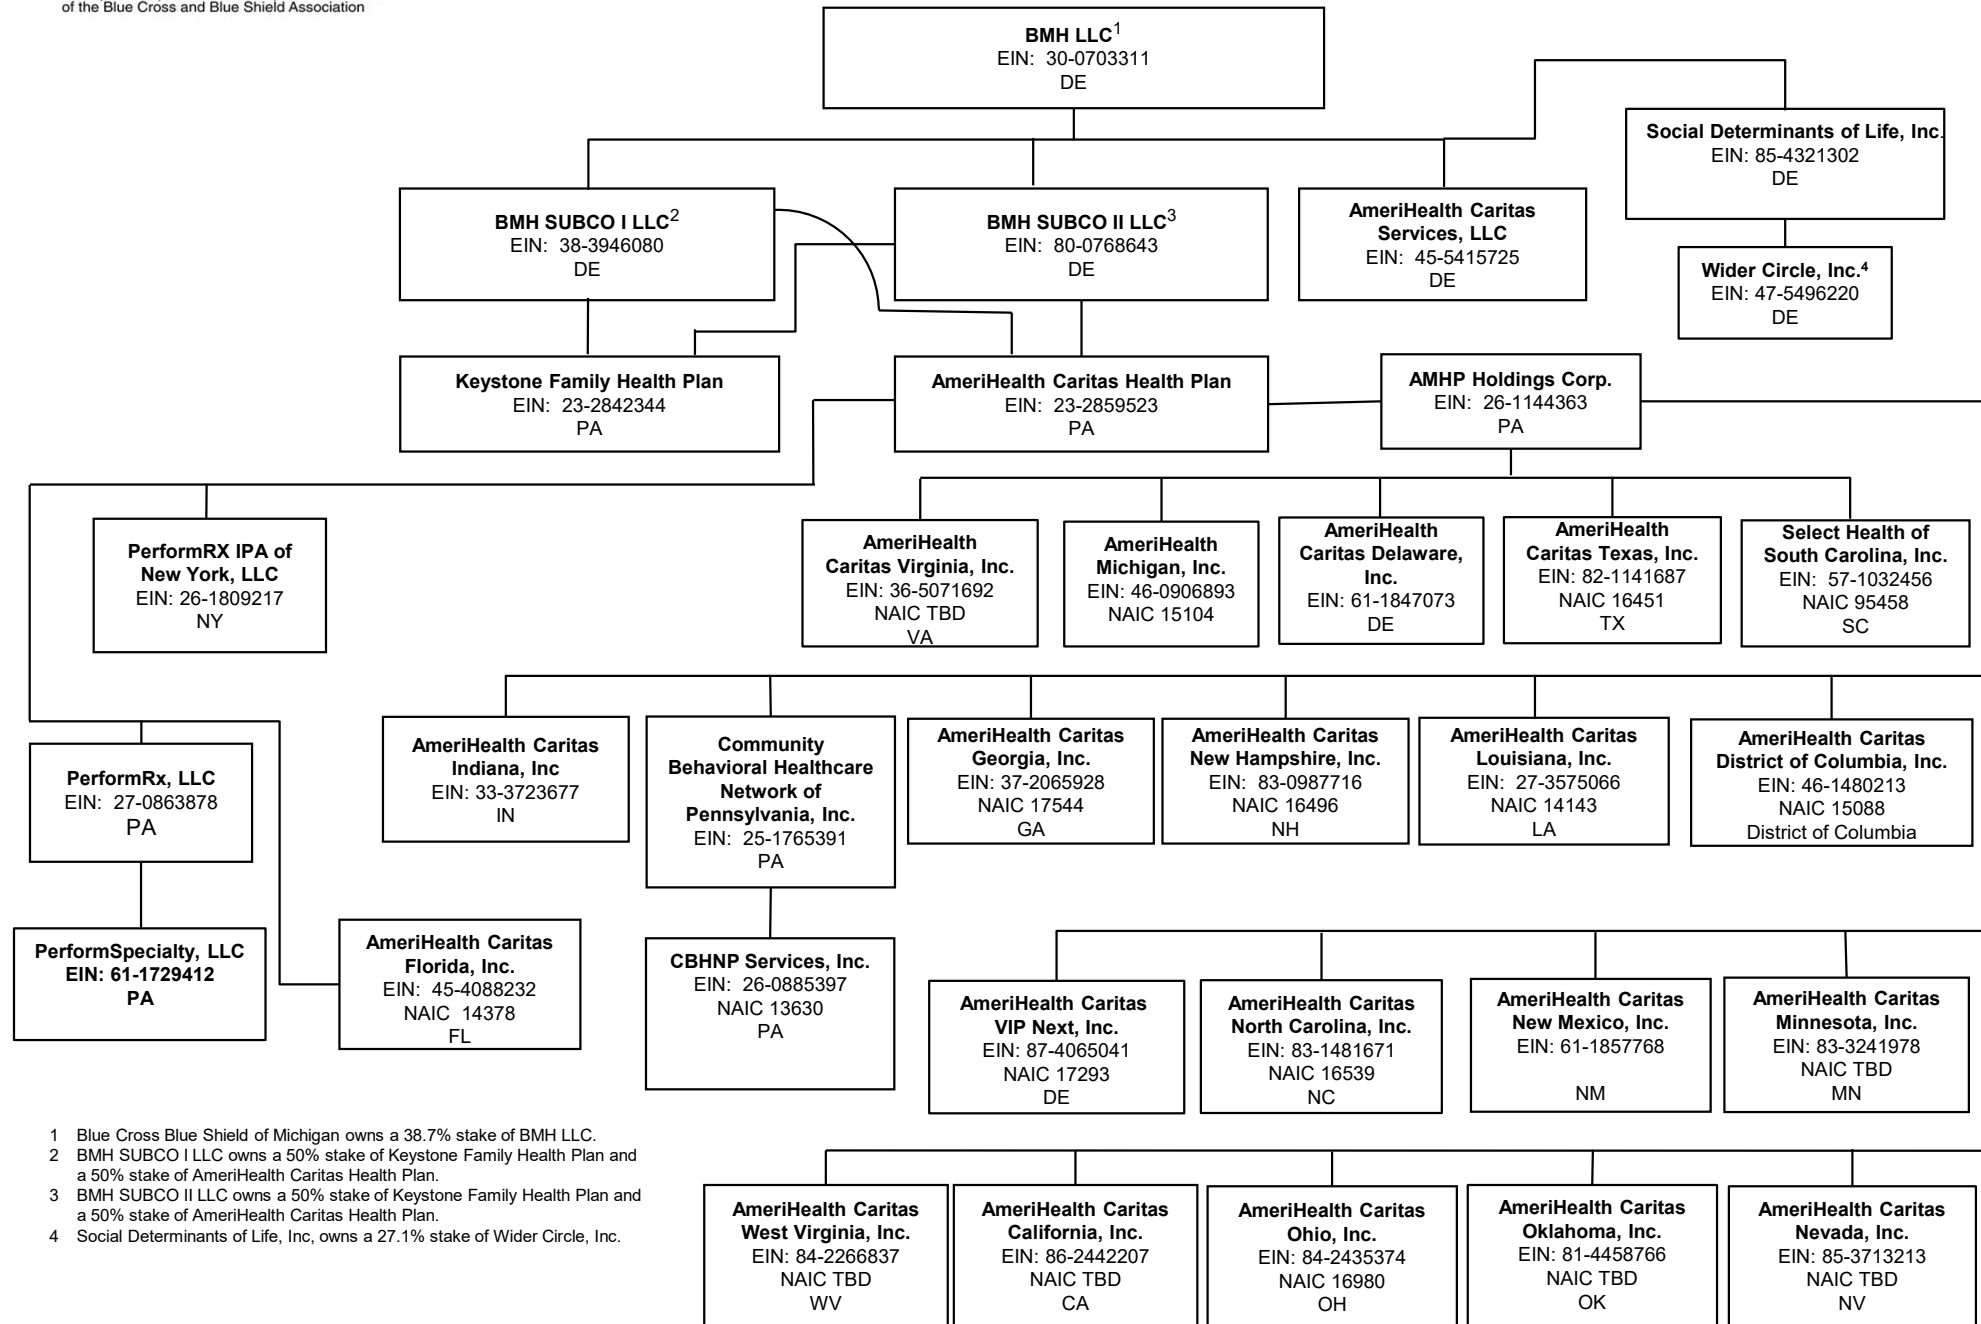 of the Blue Cross and Blue Shield Association
BMH LLC1
EIN: 30-0703311
DE
Social Determinants of Life, Inc.
EIN: 85-4321302
DE
BMH SUBCO I LLC2
EIN: 38-3946080
DE
BMH SUBCO II LLC3
EIN: 80-0768643
DE
AmeriHealth Caritas
Services, LLC
EIN: 45-5415725
DE
Wider Circle, Inc.4
EIN: 47-5496220
DE
Keystone Family Health Plan
EIN: 23-2842344
PA
AmeriHealth Caritas Health Plan
EIN: 23-2859523
PA
AMHP Holdings Corp.
EIN: 26-1144363
PA
PerformRX IPA of
New York, LLC
EIN: 26-1809217
NY
AmeriHealth
Caritas Virginia, Inc.
EIN: 36-5071692
NAIC TBD
VA
AmeriHealth
Michigan, Inc.
EIN: 46-0906893
NAIC 15104
AmeriHealth
Caritas Delaware,
Inc.
EIN: 61-1847073
DE
AmeriHealth
Caritas Texas, Inc.
EIN: 82-1141687
NAIC 16451
TX
Select Health of
South Carolina, Inc.
EIN: 57-1032456
NAIC 95458
SC
PerformRx, LLC
EIN: 27-0863878
PA
AmeriHealth Caritas
Indiana, Inc
EIN: 33-3723677
IN
Community
Behavioral Healthcare
Network of
Pennsylvania, Inc.
EIN: 25-1765391
PA
AmeriHealth Caritas
Georgia, Inc.
EIN: 37-2065928
NAIC 17544
GA
AmeriHealth Caritas
New Hampshire, Inc.
EIN: 83-0987716
NAIC 16496
NH
AmeriHealth Caritas
Louisiana, Inc.
EIN: 27-3575066
NAIC 14143
LA
AmeriHealth Caritas
District of Columbia, Inc.
EIN: 46-1480213
NAIC 15088
District of Columbia
PerformSpecialty, LLC
EIN: 61-1729412
PA
AmeriHealth Caritas
Florida, Inc.
EIN: 45-4088232
NAIC 14378
FL
CBHNP Services, Inc.
EIN: 26-0885397
NAIC 13630
PA
AmeriHealth Caritas
VIP Next, Inc.
EIN: 87-4065041
NAIC 17293
DE
AmeriHealth Caritas
North Carolina, Inc.
EIN: 83-1481671
NAIC 16539
NC
AmeriHealth Caritas
New Mexico, Inc.
EIN: 61-1857768
NM
AmeriHealth Caritas
Minnesota, Inc.
EIN: 83-3241978
NAIC TBD
MN
1 Blue Cross Blue Shield of Michigan owns a 38.7% stake of BMH LLC.
2 BMH SUBCO I LLC owns a 50% stake of Keystone Family Health Plan and
a 50% stake of AmeriHealth Caritas Health Plan.
3 BMH SUBCO II LLC owns a 50% stake of Keystone Family Health Plan and
a 50% stake of AmeriHealth Caritas Health Plan.
4 Social Determinants of Life, Inc, owns a 27.1% stake of Wider Circle, Inc.
AmeriHealth Caritas
West Virginia, Inc.
EIN: 84-2266837
NAIC TBD
WV
AmeriHealth Caritas
California, Inc.
EIN: 86-2442207
NAIC TBD
CA
AmeriHealth Caritas
Ohio, Inc.
EIN: 84-2435374
NAIC 16980
OH
AmeriHealth Caritas
Oklahoma, Inc.
EIN: 81-4458766
NAIC TBD
OK
AmeriHealth Caritas
Nevada, Inc.
EIN: 85-3713213
NAIC TBD
NV